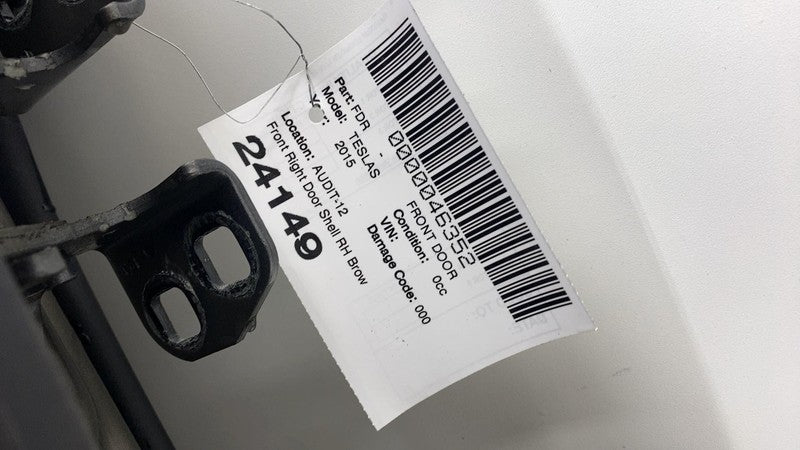 0000046352
Part: FDR - FRONT DOOR
Model: TESLAS Condition: 0cc
Year: 2015 VIN:
Damage Code: 000
Location: AUDIT-12
Front Right Door Shell RH Brow
24149